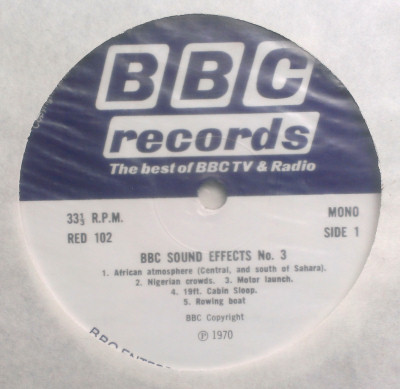 BBC
records
The best of BBC TV & Radio
33⅓ R.P.M.
MONO
RED 102
SIDE 1
BBC SOUND EFFECTS No. 3
1. African atmosphere (Central, and south of Sahara).
2. Nigerian crowds. 3. Motor launch.
4. 19ft. Cabin Sloop.
5. Rowing boat
BBC Copyright
Ⓟ 1970
BBC